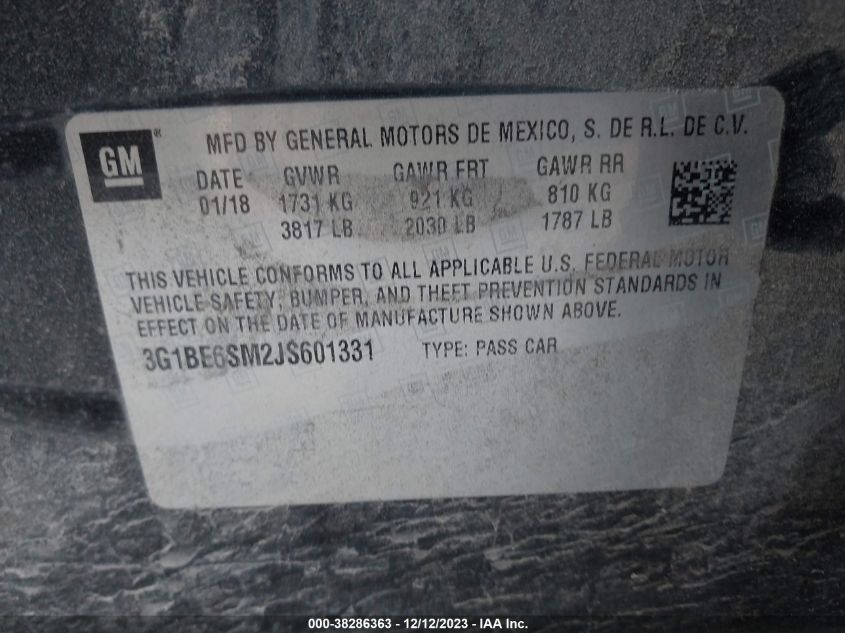 GM ® MFD BY GENERAL MOTORS DE MEXICO, S. DE R.L. DE C.V.
DATE GVWR GAWR FRT GAWR RR
01/18 1731 KG 921 KG 810 KG
3817 LB 2030 LB 1787 LB
THIS VEHICLE CONFORMS TO ALL APPLICABLE U.S. FEDERAL MOTOR
VEHICLE SAFETY, BUMPER, AND THEFT PREVENTION STANDARDS IN
EFFECT ON THE DATE OF MANUFACTURE SHOWN ABOVE.
3G1BE6SM2JS601331 TYPE: PASS CAR
000-38286363 - 12/12/2023 - IAA Inc.